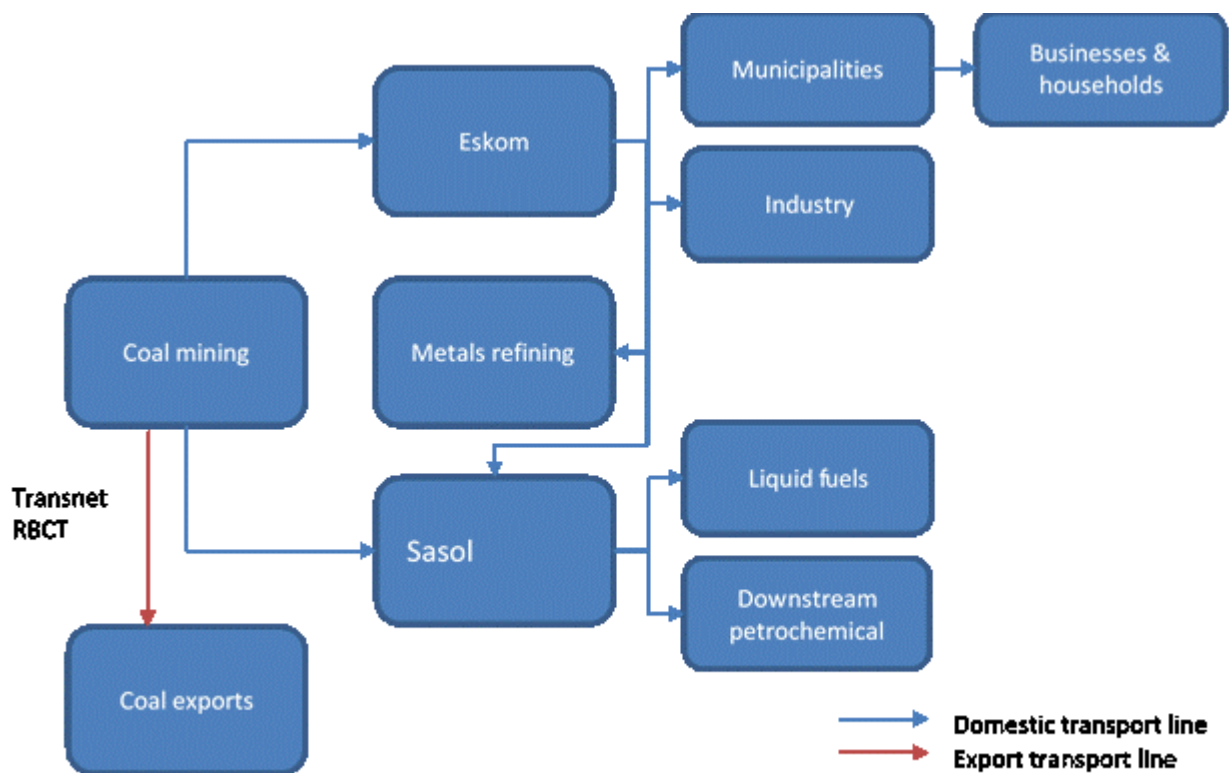 Municipalities
Businesses &
households
Eskom
Industry
Coal mining
Metals refining
Transnet
RBCT
Liquid fuels
Sasol
Downstream
petrochemical
Coal exports
Domestic transport line
Export transport line